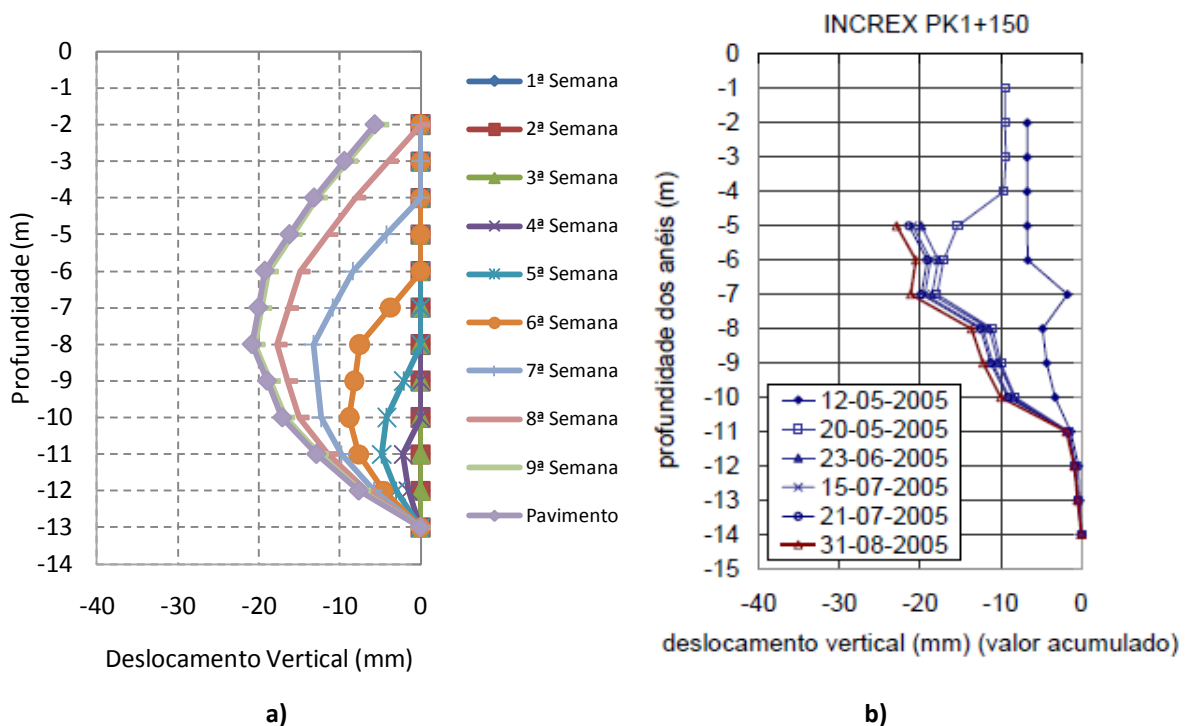 0
-1
-2
-3
-4
-5
-6
-7
-8
-9
-10
-11
-12
-13
-14
Profundidade (m)
-40 -30 -20 -10 0
Deslocamento Vertical (mm)
1ª Semana
2ª Semana
3ª Semana
4ª Semana
5ª Semana
6ª Semana
7ª Semana
8ª Semana
9ª Semana
Pavimento
a)
INCREX PK1+150
0
-1
-2
-3
-4
-5
-6
-7
-8
-9
-10
-11
-12
-13
-14
-15
profundidade dos anéis (m)
12-05-2005
20-05-2005
23-06-2005
15-07-2005
21-07-2005
31-08-2005
-40 -30 -20 -10 0
deslocamento vertical (mm) (valor acumulado)
b)